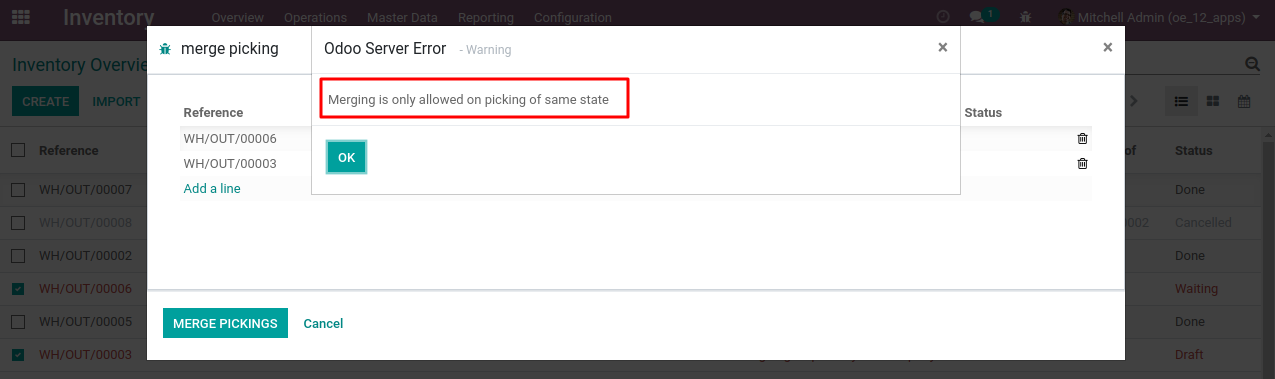 Inventory Overview Operations Master Data Reporting Configuration 1 Mitchell Admin (oe_12_apps)
merge picking
Odoo Server Error - Warning × ×
Inventory Overvie
CREATE IMPORT
Merging is only allowed on picking of same state
Reference Status
WH/OUT/00006
WH/OUT/00003
Add a line
OK
Reference of Status
WH/OUT/00007 Done
WH/OUT/00008 0002 Cancelled
WH/OUT/00002 Done
WH/OUT/00006 Waiting
WH/OUT/00005 Done
WH/OUT/00003 Draft
MERGE PICKINGS Cancel